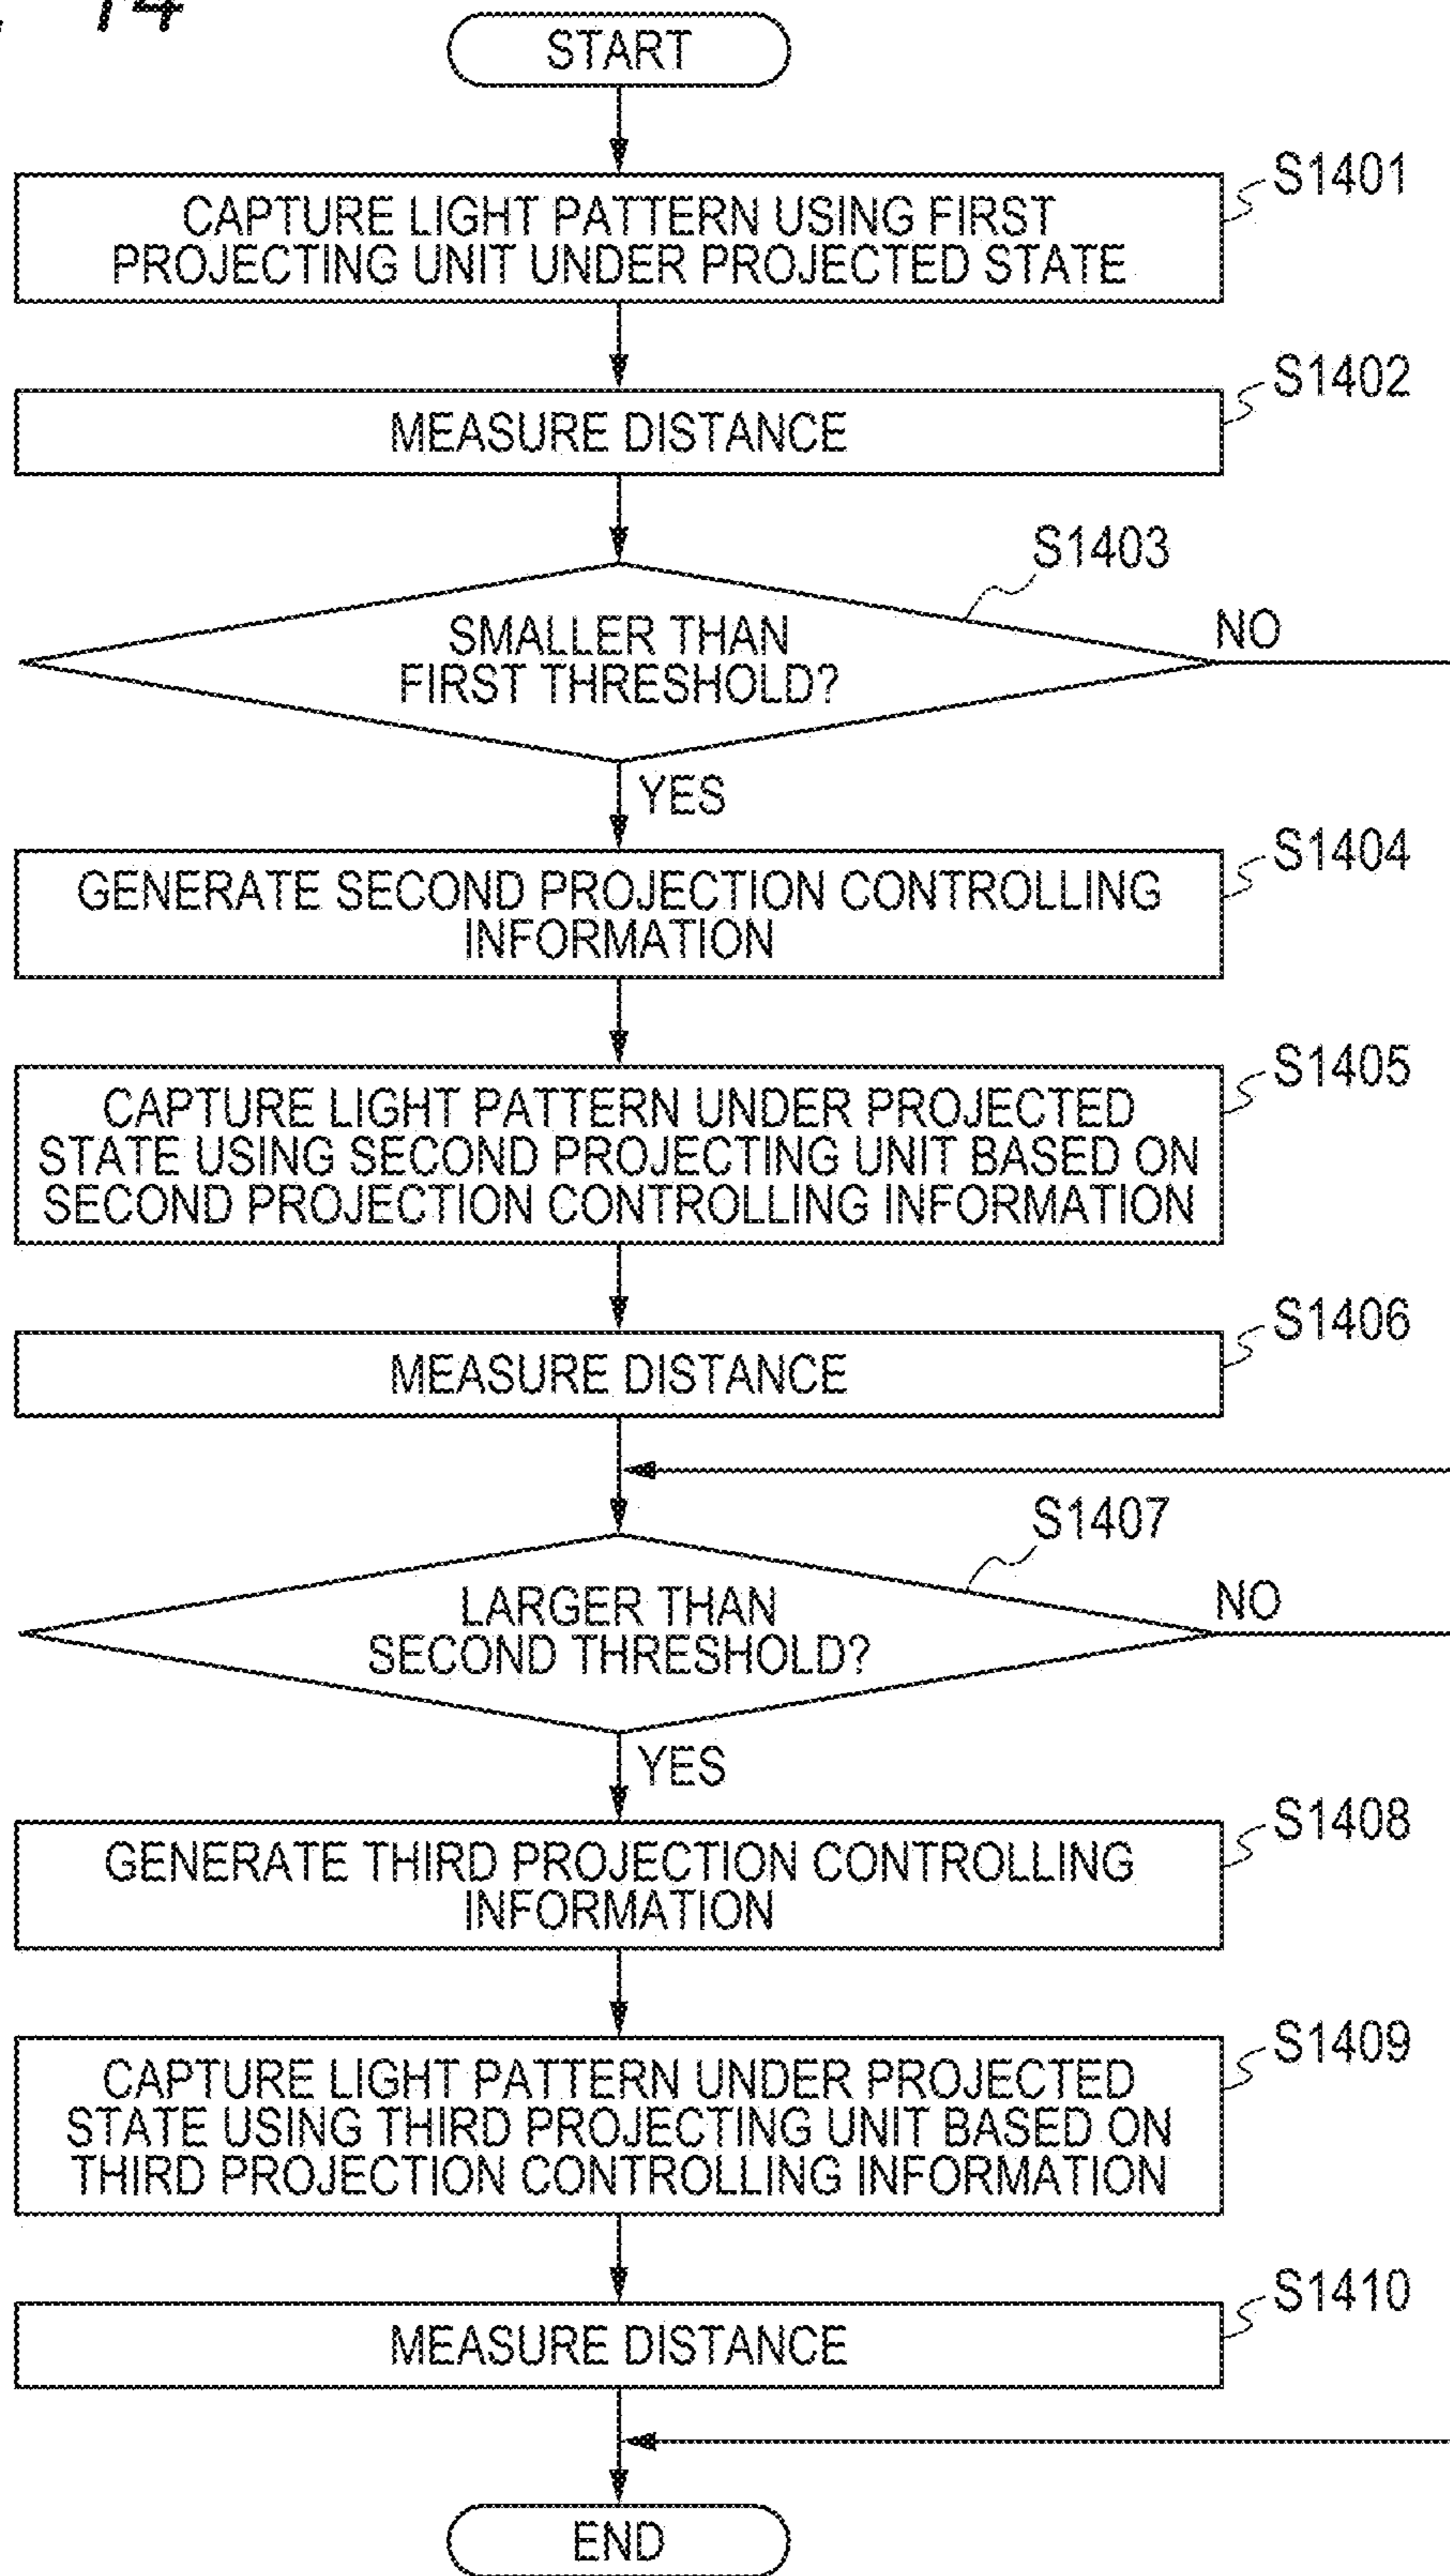 14
START
S1401
CAPTURE LIGHT PATTERN USING FIRST
PROJECTING UNIT UNDER PROJECTED STATE
S1402
MEASURE DISTANCE
S1403
SMALLER THAN
FIRST THRESHOLD?
NO
YES
S1404
GENERATE SECOND PROJECTION CONTROLLING
INFORMATION
S1405
CAPTURE LIGHT PATTERN UNDER PROJECTED
STATE USING SECOND PROJECTING UNIT BASED ON
SECOND PROJECTION CONTROLLING INFORMATION
S1406
MEASURE DISTANCE
S1407
LARGER THAN
SECOND THRESHOLD?
NO
YES
S1408
GENERATE THIRD PROJECTION CONTROLLING
INFORMATION
S1409
CAPTURE LIGHT PATTERN UNDER PROJECTED
STATE USING THIRD PROJECTING UNIT BASED ON
THIRD PROJECTION CONTROLLING INFORMATION
S1410
MEASURE DISTANCE
END